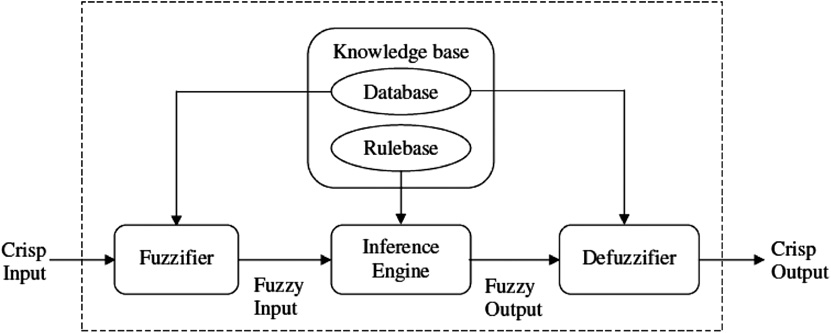 Knowledge base
Database
Rulebase
Crisp
Input
Fuzzifier
Fuzzy
Input
Inference
Engine
Fuzzy
Output
Defuzzifier
Crisp
Output